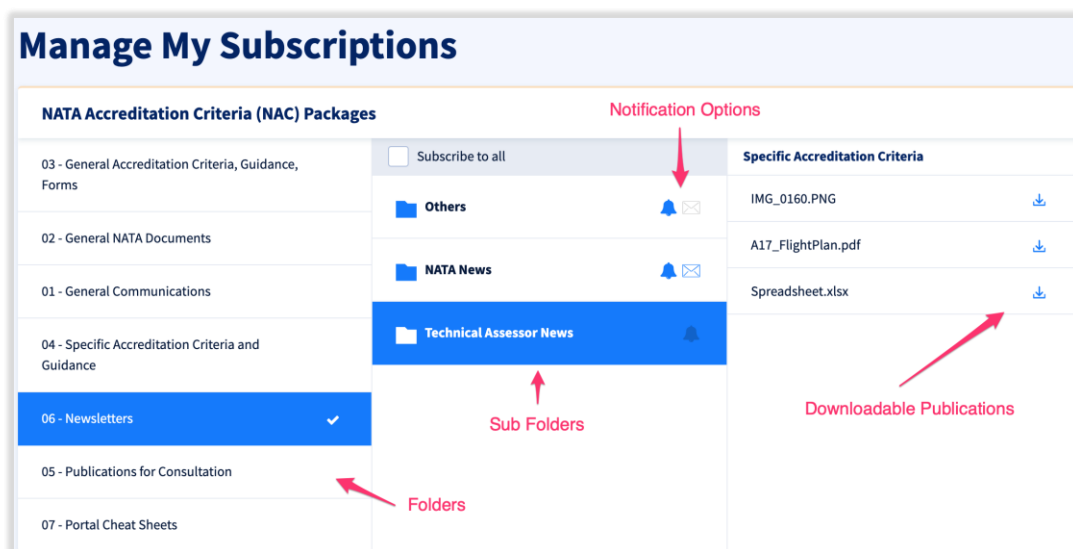 Manage My Subscriptions
NATA Accreditation Criteria (NAC) Packages
Notification Options
03 - General Accreditation Criteria, Guidance,
Forms
02 - General NATA Documents
01 - General Communications
04 - Specific Accreditation Criteria and
Guidance
06 - Newsletters
05 - Publications for Consultation
07 - Portal Cheat Sheets
Folders
Subscribe to all
Others
NATA News
Technical Assessor News
Sub Folders
Specific Accreditation Criteria
IMG_0160.PNG
A17_FlightPlan.pdf
Spreadsheet.xlsx
Downloadable Publications